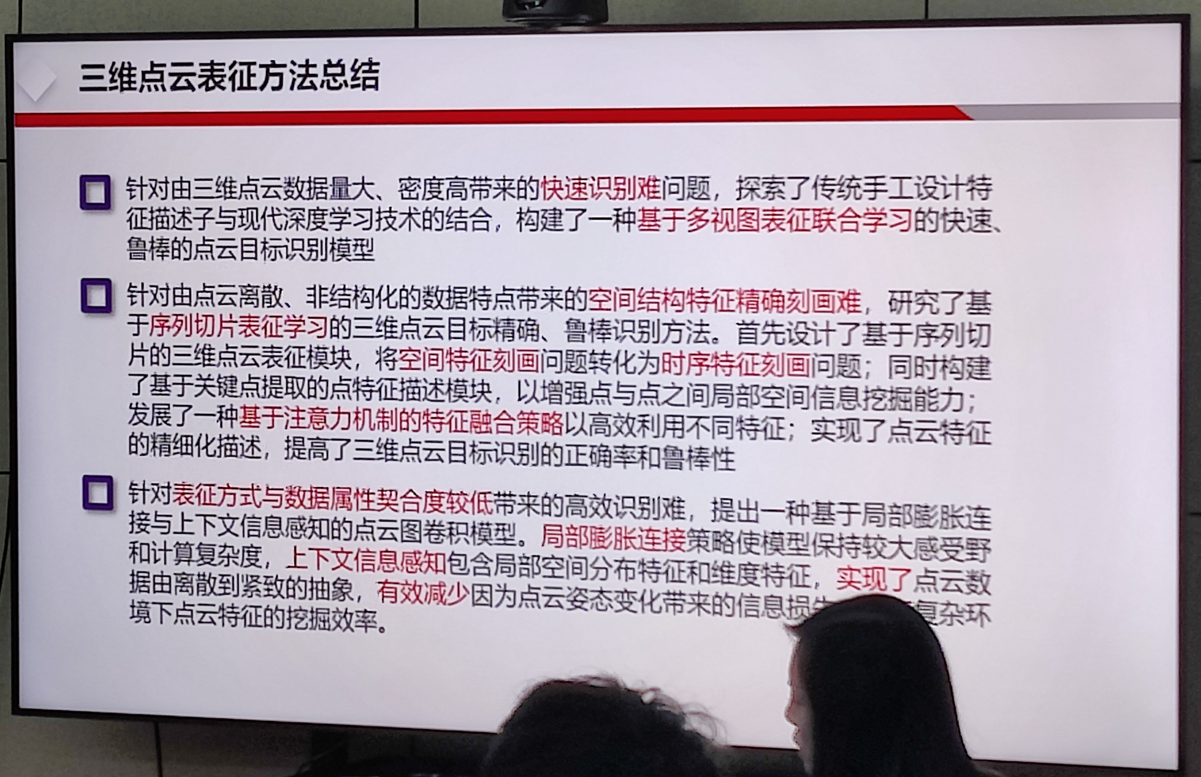 三维点云表征方法总结
针对由三维点云数据量大、密度高带来的快速识别难问题，探索了传统手工设计特
征描述子与现代深度学习技术的结合，构建了一种基于多视图表征联合学习的快速、
鲁棒的点云目标识别模型
针对由点云离散、非结构化的数据特点带来的空间结构特征精确刻画难，研究了基
于序列切片表征学习的三维点云目标精确、鲁棒识别方法。首先设计了基于序列切
片的三维点云表征模块，将空间特征刻画问题转化为时序特征刻画问题；同时构建
了基于关键点提取的点特征描述模块，以增强点与点之间局部空间信息挖掘能力；
发展了一种基于注意力机制的特征融合策略以高效利用不同特征；实现了点云特征
的精细化描述，提高了三维点云目标识别的正确率和鲁棒性
针对表征方式与数据属性契合度较低带来的高效识别难，提出一种基于局部膨胀连
接与上下文信息感知的点云图卷积模型。局部膨胀连接策略使模型保持较大感受野
和计算复杂度，上下文信息感知包含局部空间分布特征和维度特征，实现了点云数
据由离散到紧致的抽象，有效减少因为点云姿态变化带来的信息损 复杂环
境下点云特征的挖掘效率。